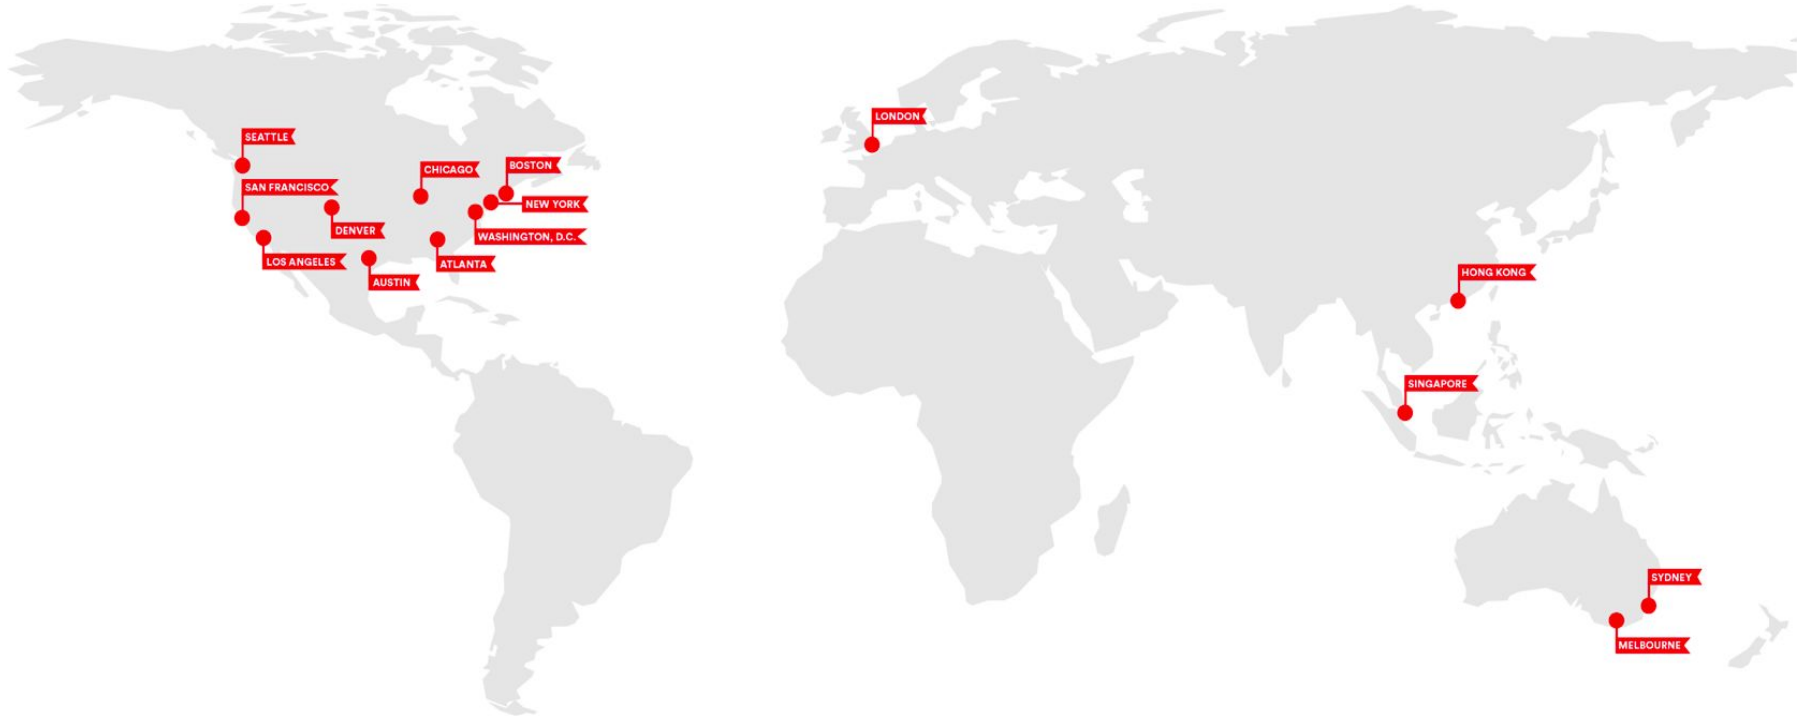 LONDON
SEATTLE
CHICAGO
BOSTON
SAN FRANCISCO
NEW YORK
DENVER
WASHINGTON, D.C.
LOS ANGELES
ATLANTA
AUSTIN
HONG KONG
SINGAPORE
SYDNEY
MELBOURNE